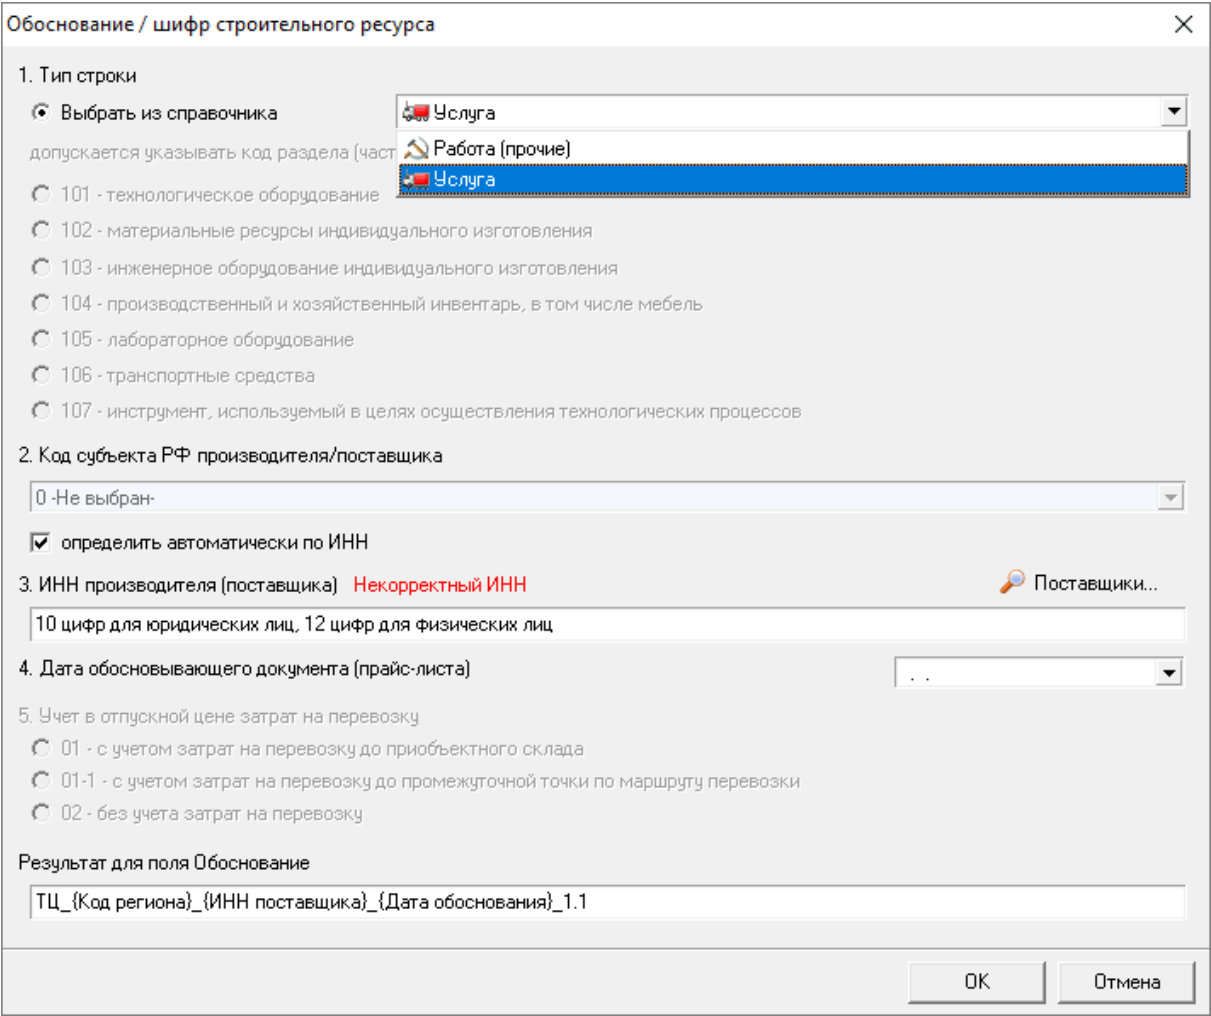 Обоснование / шифр строительного ресурса
1. Тип строки
Выбрать из справочника
Услуга
Работа (прочие)
допускается указывать код раздела (част
Услуга
101 - технологическое оборудование
102 - материальные ресурсы индивидуального изготовления
103 - инженерное оборудование индивидуального изготовления
104 - производственный и хозяйственный инвентарь, в том числе мебель
105 - лабораторное оборудование
106 - транспортные средства
107 - инструмент, используемый в целях осуществления технологических процессов
2. Код субъекта РФ производителя/поставщика
0 -Не выбран-
определить автоматически по ИНН
3. ИНН производителя (поставщика) Некорректный ИНН Поставщики...
10 цифр для юридических лиц, 12 цифр для физических лиц
4. Дата обосновывающего документа (прайс-листа) . .
5. Учет в отпускной цене затрат на перевозку
01 - с учетом затрат на перевозку до приобъектного склада
01-1 - с учетом затрат на перевозку до промежуточной точки по маршруту перевозки
02 - без учета затрат на перевозку
Результат для поля Обоснование
ТЦ_{Код региона}_{ИНН поставщика}_{Дата обоснования}_1.1
OK Отмена